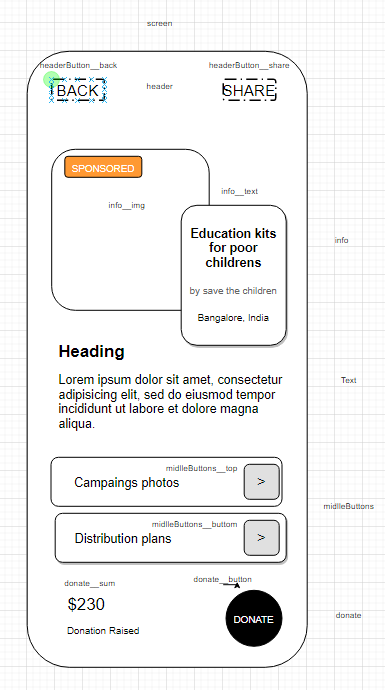 screen
headerButton__back
headerButton__share
BACK
header
SHARE
SPONSORED
info__text
info__img
Education kits
for poor
childrens
info
by save the children
Bangalore, India
Heading
Lorem ipsum dolor sit amet, consectetur
adipisicing elit, sed do eiusmod tempor
incididunt ut labore et dolore magna
aliqua.
Text
midlleButtons__top
Campaings photos
>
midlleButtons
midlleButtons__buttom
Distribution plans
>
donate__sum
donate__button
$230
DONATE
donate
Donation Raised